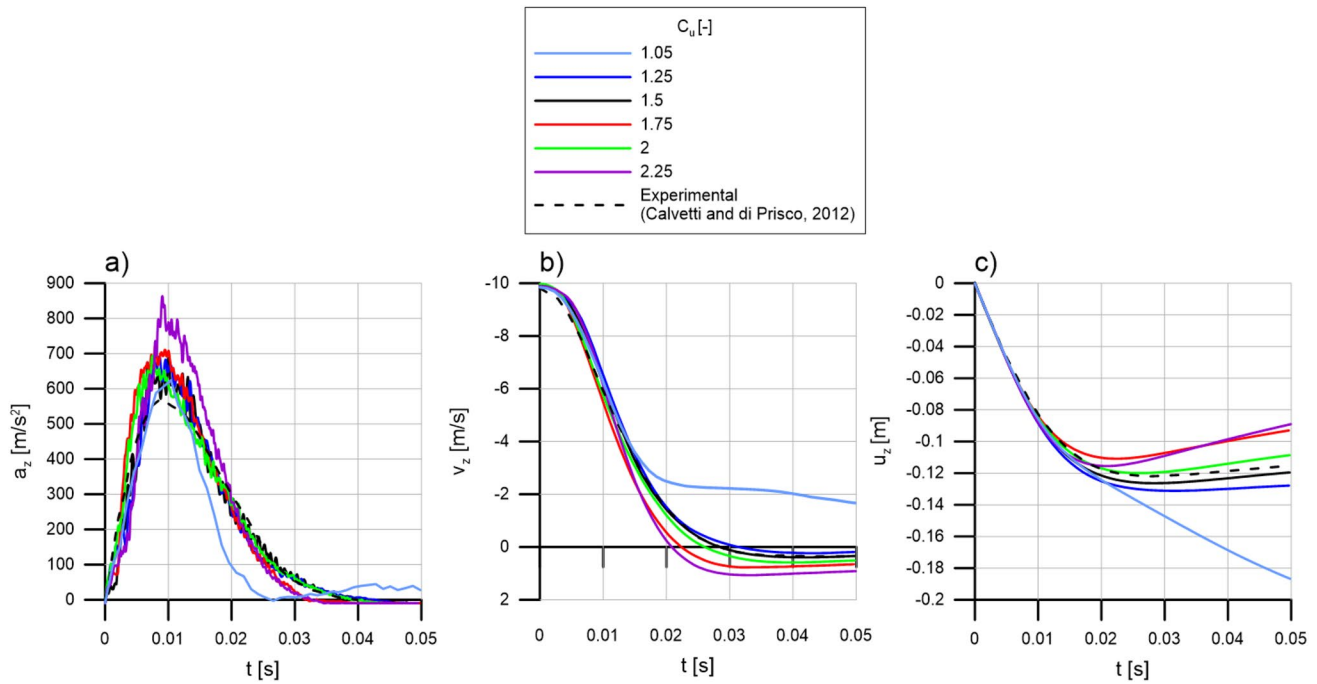 C_u [-]
1.05
1.25
1.5
1.75
2
2.25
Experimental
(Calvetti and di Prisco, 2012)
a)
900
800
700
600
500
400
300
200
100
0
a_z [m/s²]
0 0.01 0.02 0.03 0.04 0.05
t [s]
b)
-10
-8
-6
-4
-2
0
2
v_z [m/s]
0 0.01 0.02 0.03 0.04 0.05
t [s]
c)
0
-0.02
-0.04
-0.06
-0.08
-0.1
-0.12
-0.14
-0.16
-0.18
-0.2
u_z [m]
0 0.01 0.02 0.03 0.04 0.05
t [s]